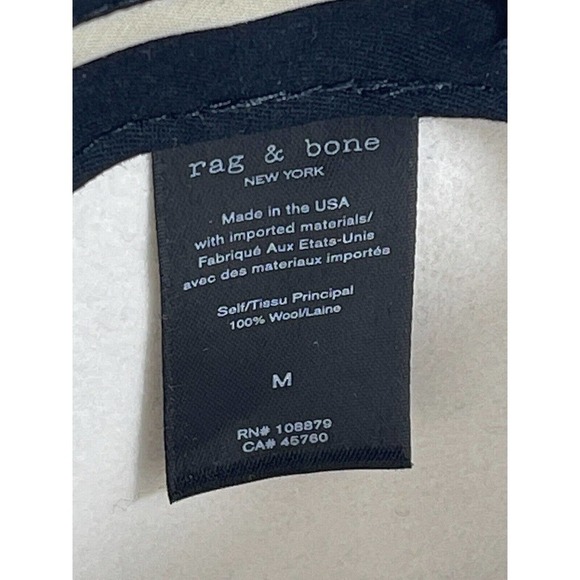 rag & bone
NEW YORK
Made in the USA
with imported materials/
Fabriqué Aux Etats-Unis
avec des materiaux importés
Self/Tissu Principal
100% Wool/Laine
M
RN# 108879
CA# 45760